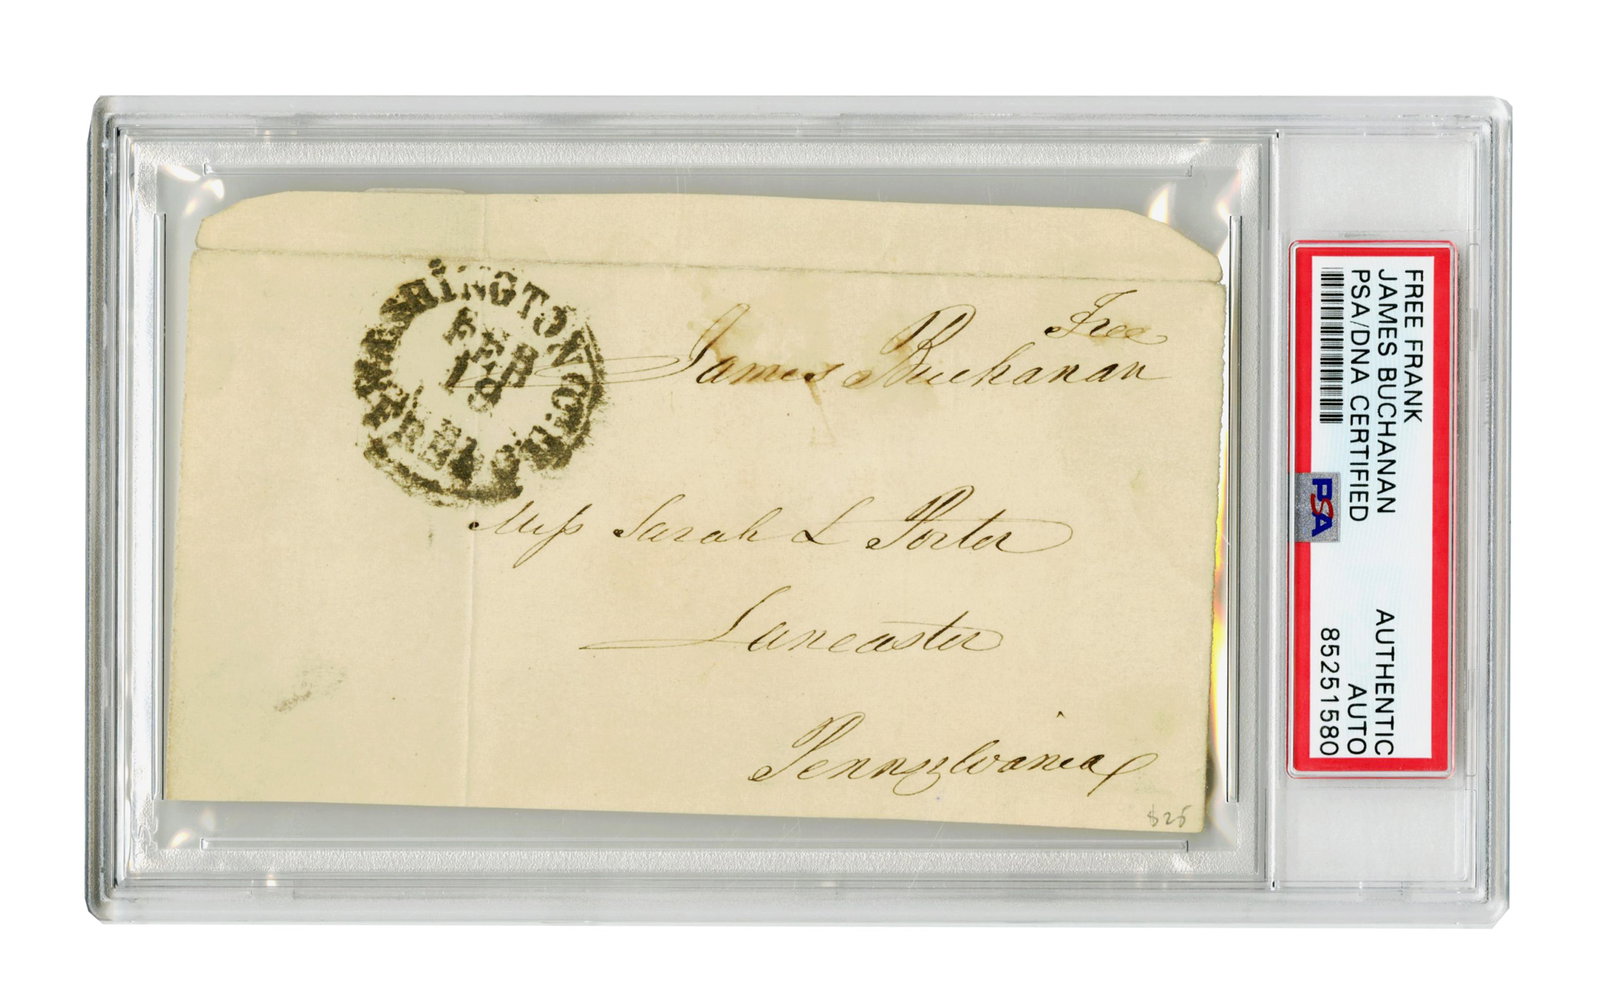 WASHINGTON CITY
FEB
19
FREE
Free
James Buchanan
Miss Sarah L Porter
Lancaster
Pennsylvania
$25
FREE FRANK
JAMES BUCHANAN
PSA/DNA CERTIFIED
PSA
AUTHENTIC
AUTO
85251580